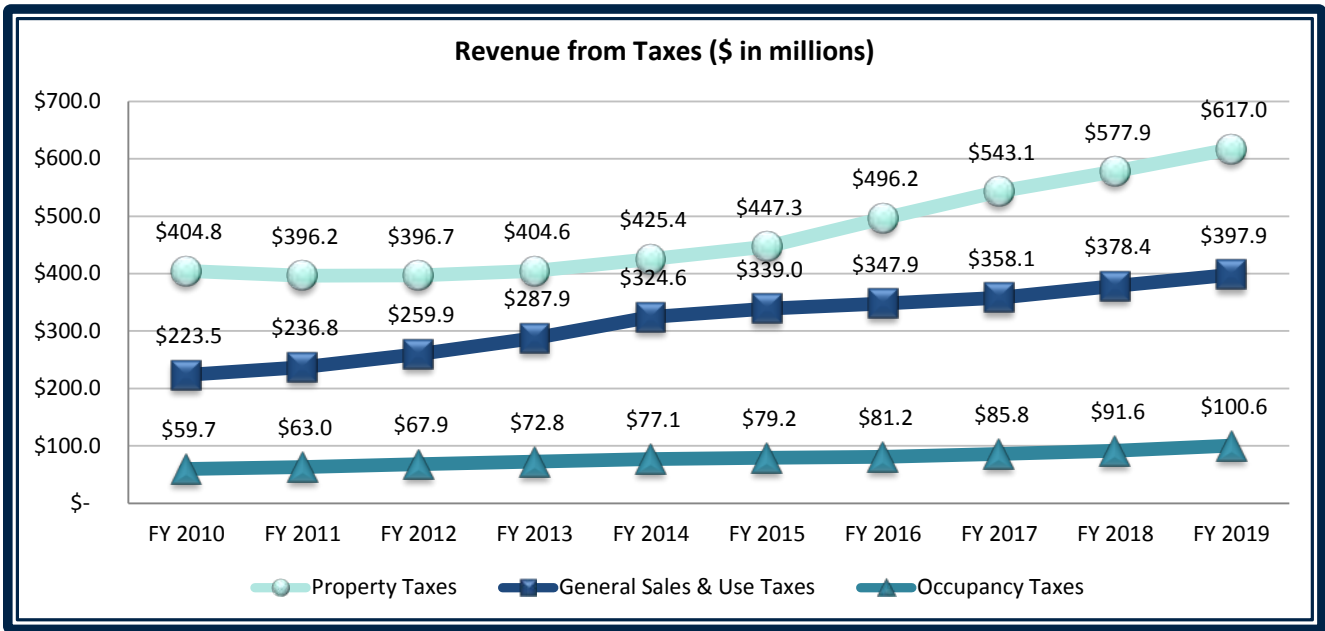 Revenue from Taxes ($ in millions)
$700.0
$600.0
$500.0
$400.0
$300.0
$200.0
$100.0
$-
$404.8 $396.2 $396.7 $404.6 $425.4 $447.3 $496.2 $543.1 $577.9 $617.0
$223.5 $236.8 $259.9 $287.9 $324.6 $339.0 $347.9 $358.1 $378.4 $397.9
$59.7 $63.0 $67.9 $72.8 $77.1 $79.2 $81.2 $85.8 $91.6 $100.6
FY 2010 FY 2011 FY 2012 FY 2013 FY 2014 FY 2015 FY 2016 FY 2017 FY 2018 FY 2019
Property Taxes General Sales & Use Taxes Occupancy Taxes